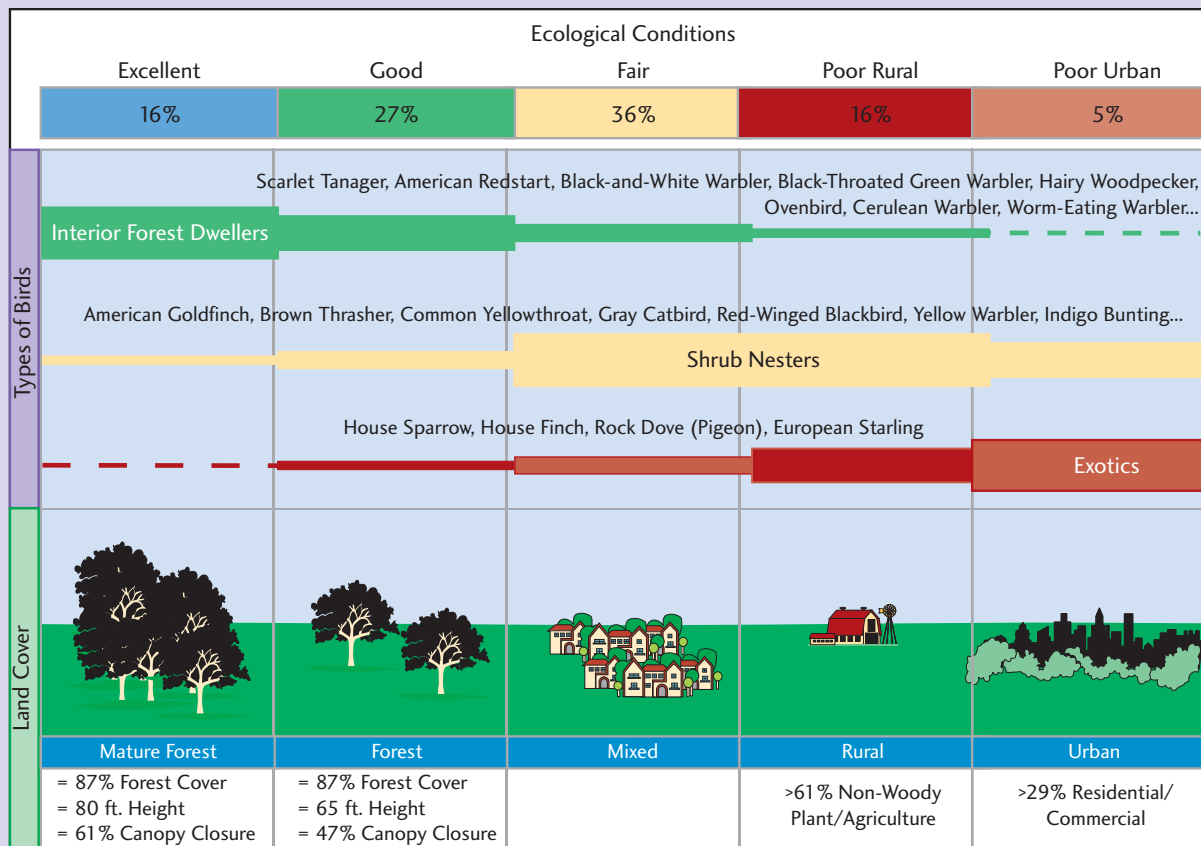 Ecological Conditions
Excellent Good Fair Poor Rural Poor Urban
16% 27% 36% 16% 5%
Types of Birds
Scarlet Tanager, American Redstart, Black-and-White Warbler, Black-Throated Green Warbler, Hairy Woodpecker,
Ovenbird, Cerulean Warbler, Worm-Eating Warbler...
Interior Forest Dwellers
American Goldfinch, Brown Thrasher, Common Yellowthroat, Gray Catbird, Red-Winged Blackbird, Yellow Warbler, Indigo Bunting...
Shrub Nesters
House Sparrow, House Finch, Rock Dove (Pigeon), European Starling
Exotics
Land Cover
Mature Forest Forest Mixed Rural Urban
= 87% Forest Cover
= 80 ft. Height
= 61% Canopy Closure
= 87% Forest Cover
= 65 ft. Height
= 47% Canopy Closure
>61% Non-Woody
Plant/Agriculture
>29% Residential/
Commercial